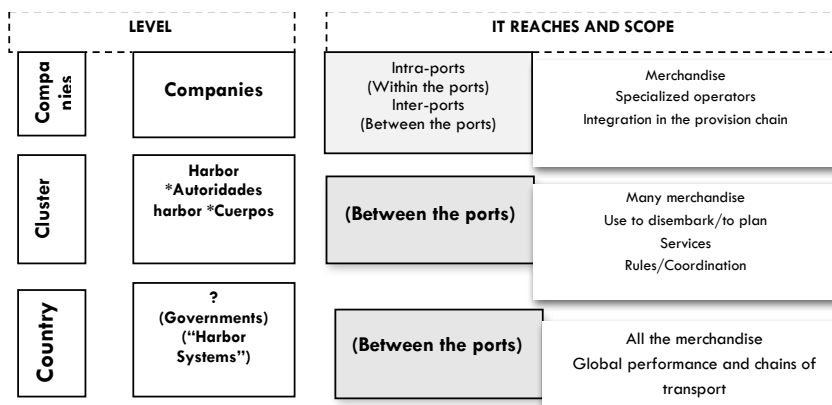 LEVEL
IT REACHES AND SCOPE
Compa
nies
Companies
Intra-ports
(Within the ports)
Inter-ports
(Between the ports)
Merchandise
Specialized operators
Integration in the provision chain
Cluster
Harbor
*Autoridades
harbor *Cuerpos
(Between the ports)
Many merchandise
Use to disembark/to plan
Services
Rules/Coordination
Country
?
(Governments)
(“Harbor
Systems”)
(Between the ports)
All the merchandise
Global performance and chains of
transport